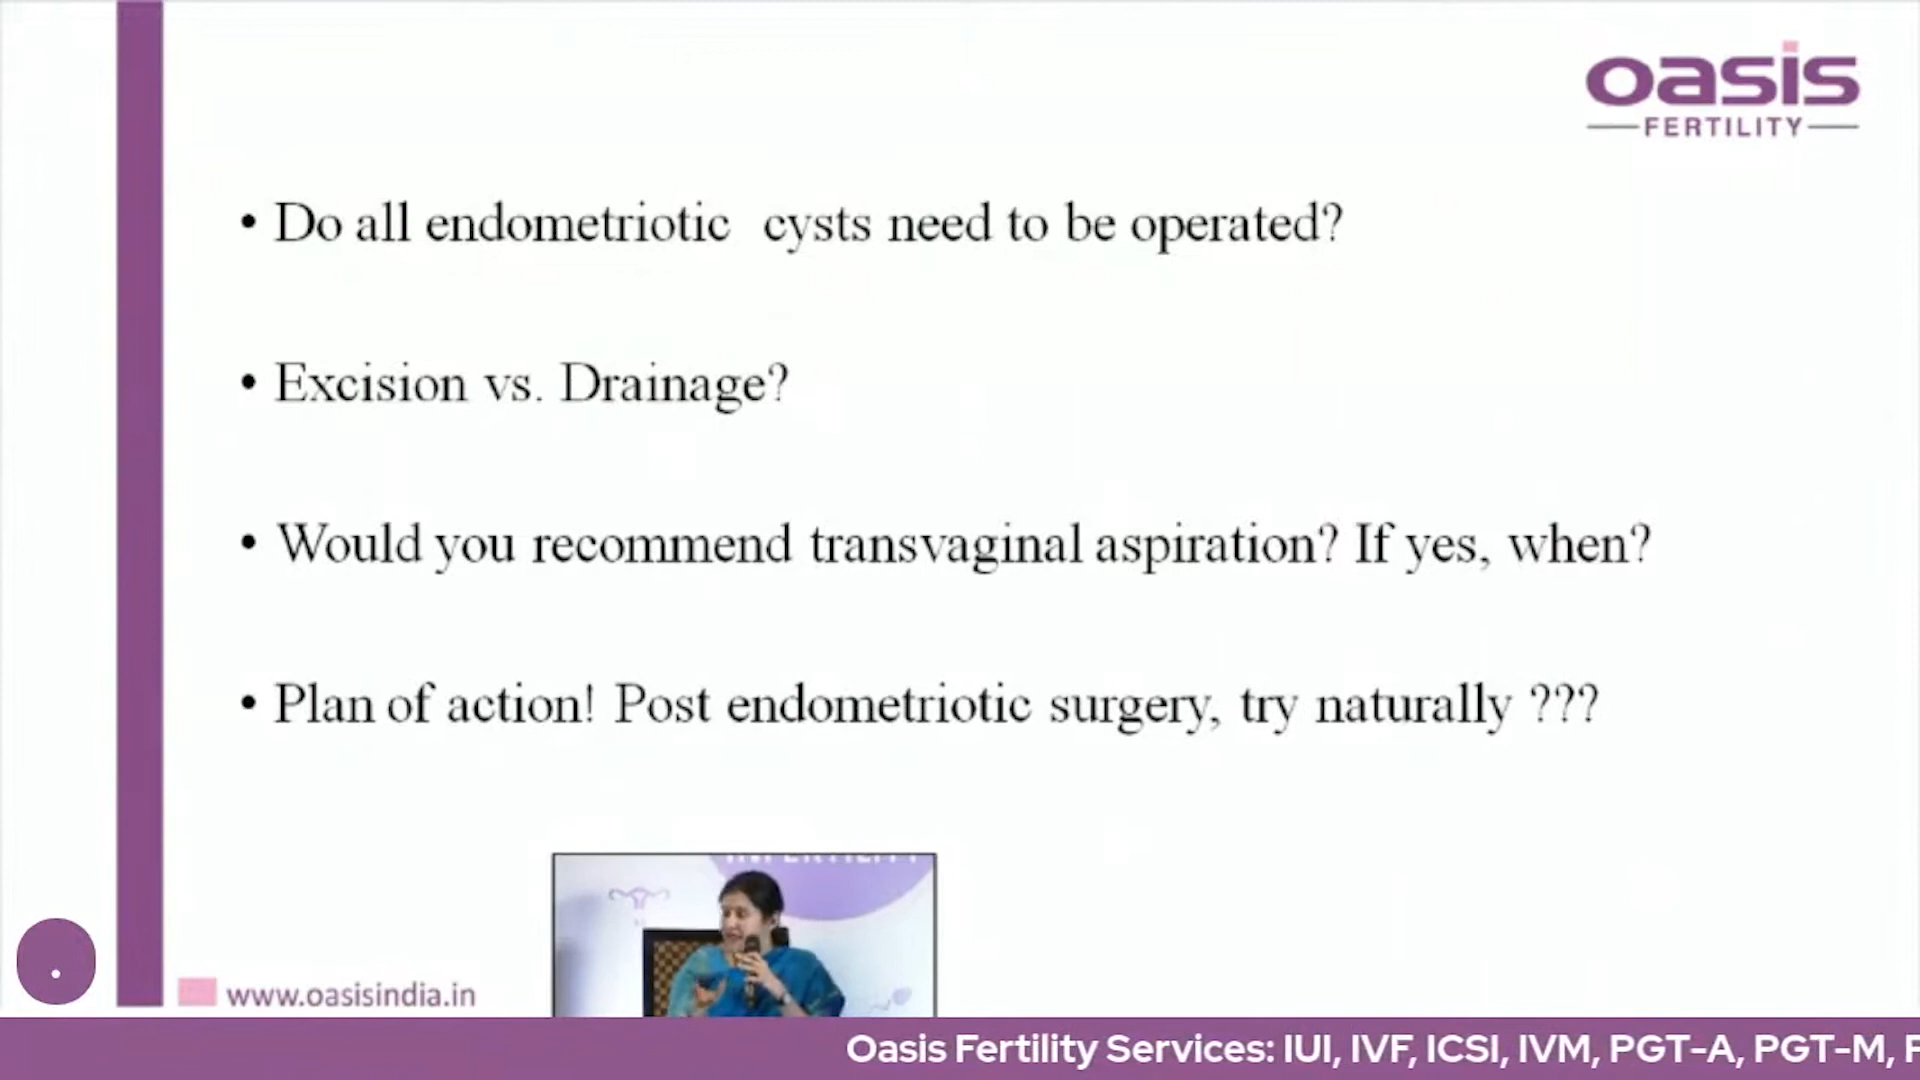 oasis
FERTILITY
• Do all endometriotic cysts need to be operated?
• Excision vs. Drainage?
• Would you recommend transvaginal aspiration? If yes, when?
• Plan of action! Post endometriotic surgery, try naturally ???
www.oasisindia.in
Oasis Fertility Services: IUI, IVF, ICSI, IVM, PGT-A, PGT-M,